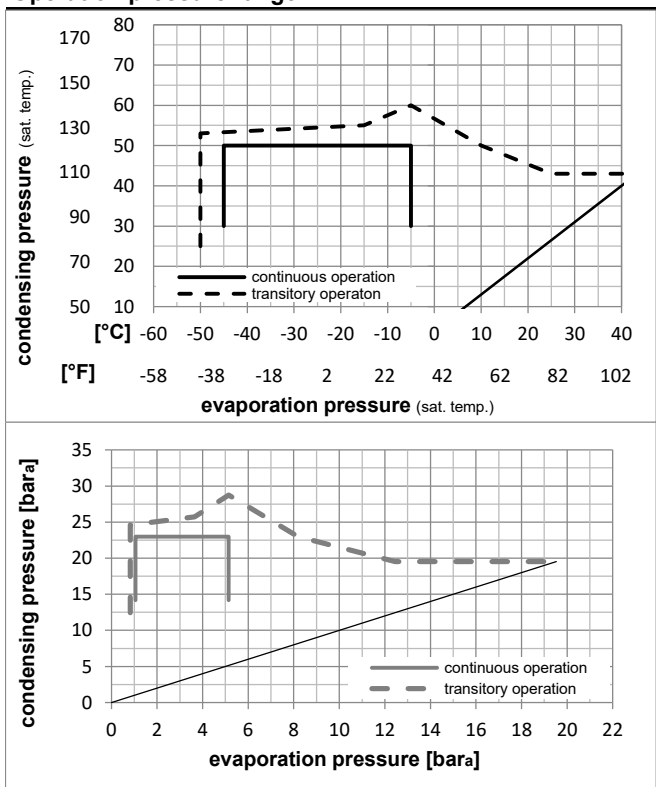 Operation pressure range
170 80
70
150
60
130
50
110
40
90
30
70
20
50 10
condensing pressure (sat. temp.)
continuous operation
transitory operaton
[°C] -60 -50 -40 -30 -20 -10 0 10 20 30 40
[°F] -58 -38 -18 2 22 42 62 82 102
evaporation pressure (sat. temp.)
35
30
25
20
15
10
5
0
condensing pressure [bara]
continuous operation
transitory operation
0 2 4 6 8 10 12 14 16 18 20 22
evaporation pressure [bara]